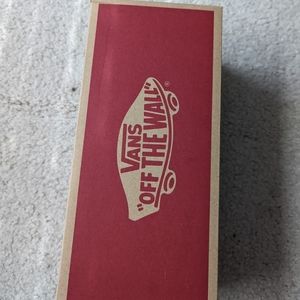 VANS
"OFF THE WALL"
®